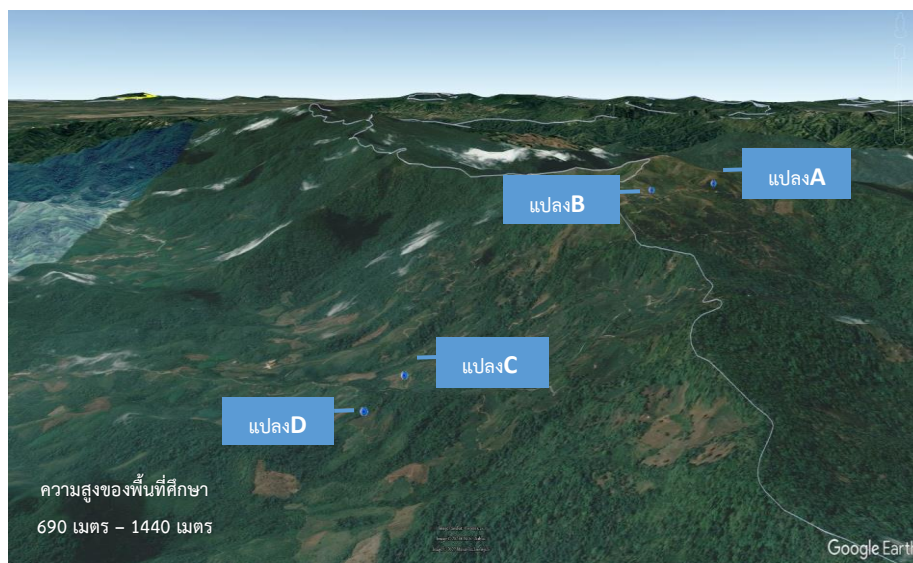 แปลงA
แปลงB
แปลงC
แปลงD
ความสูงของพื้นที่ศึกษา
690 เมตร – 1440 เมตร
Google Earth